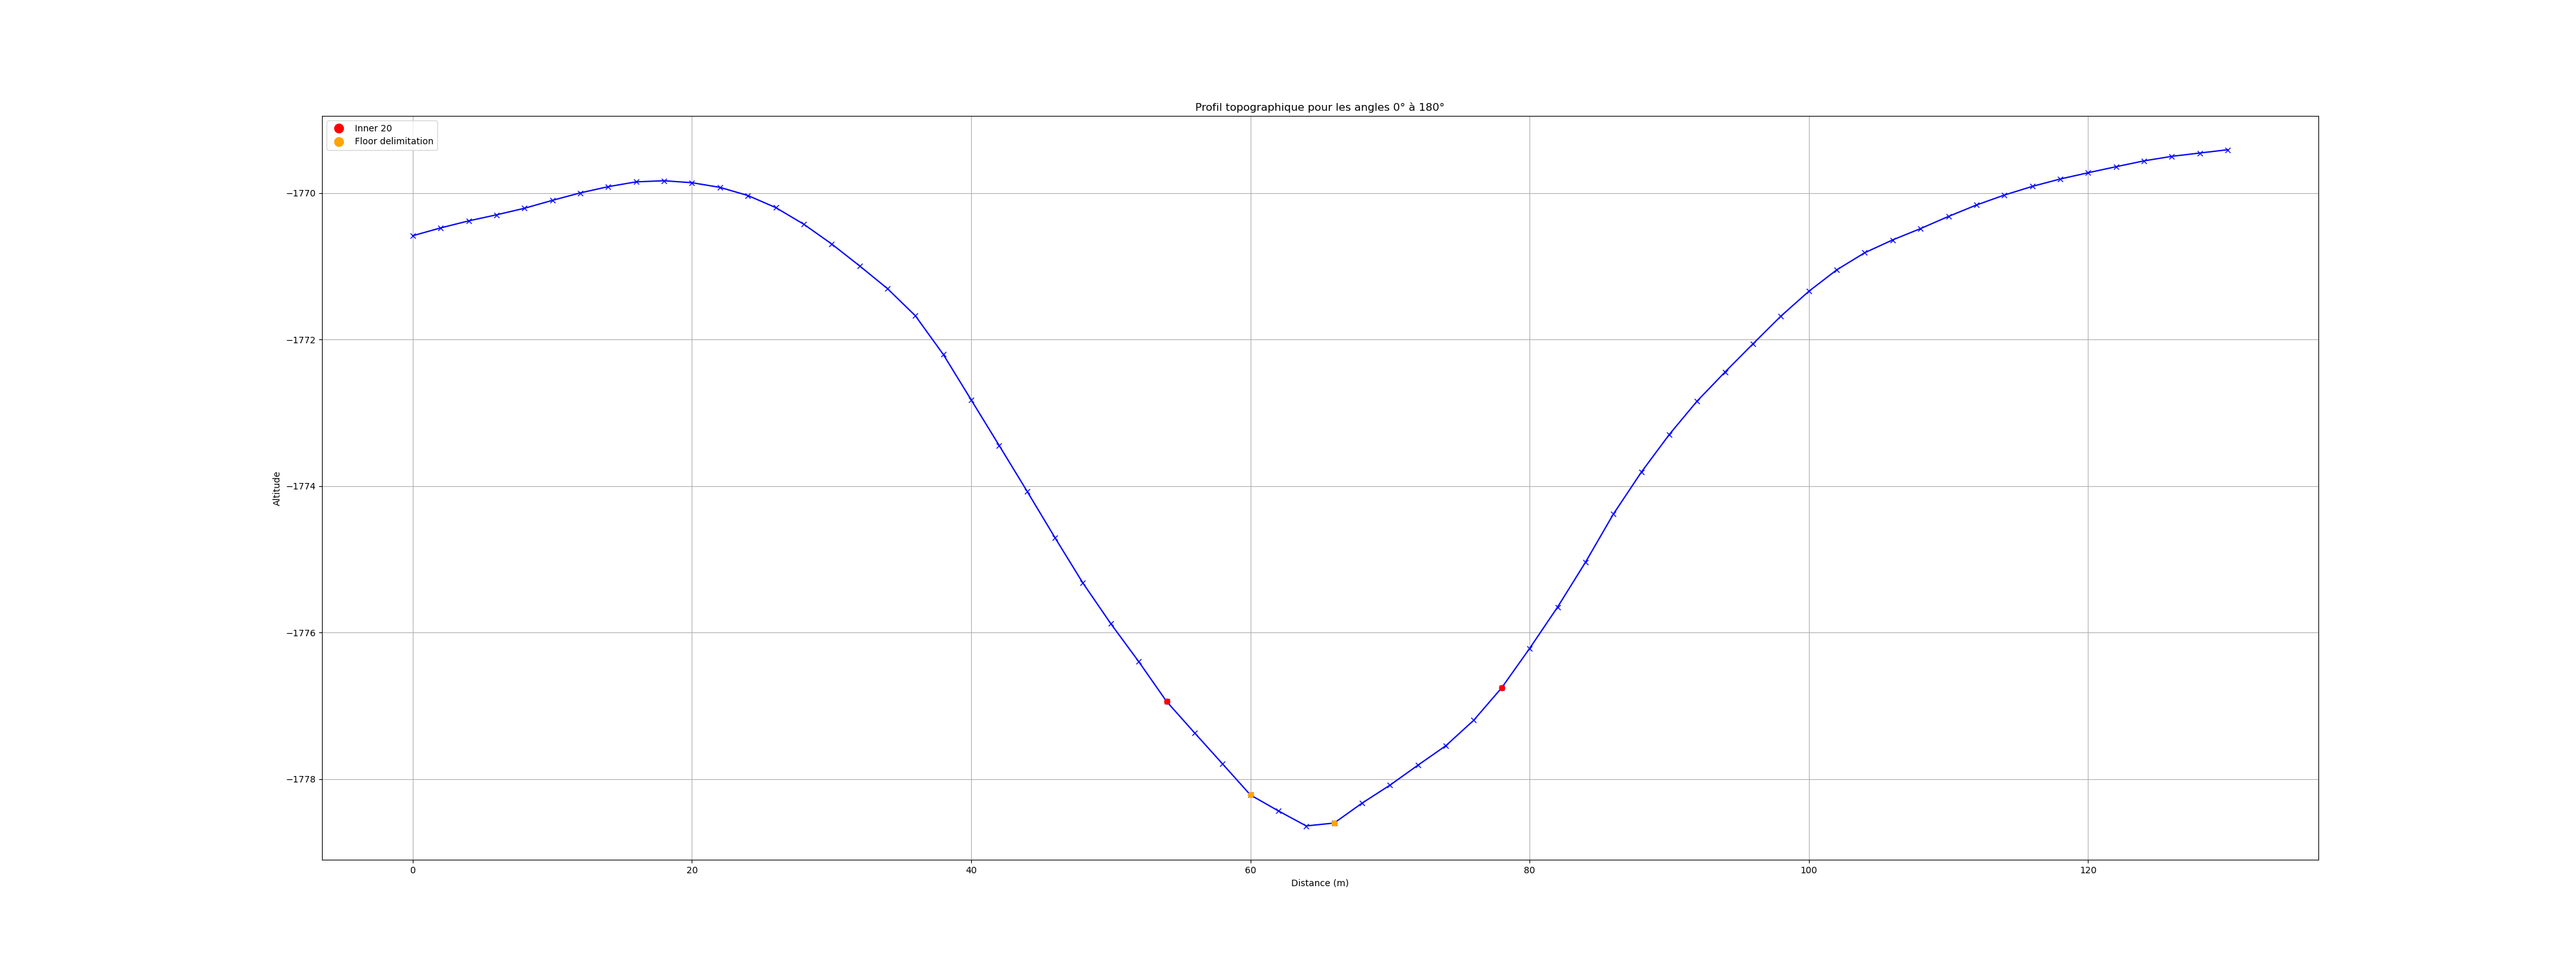 Profil topographique pour les angles 0° à 180°
Inner 20
Floor delimitation
−1770
−1772
−1774
−1776
−1778
Altitude
0 20 40 60 80 100 120
Distance (m)